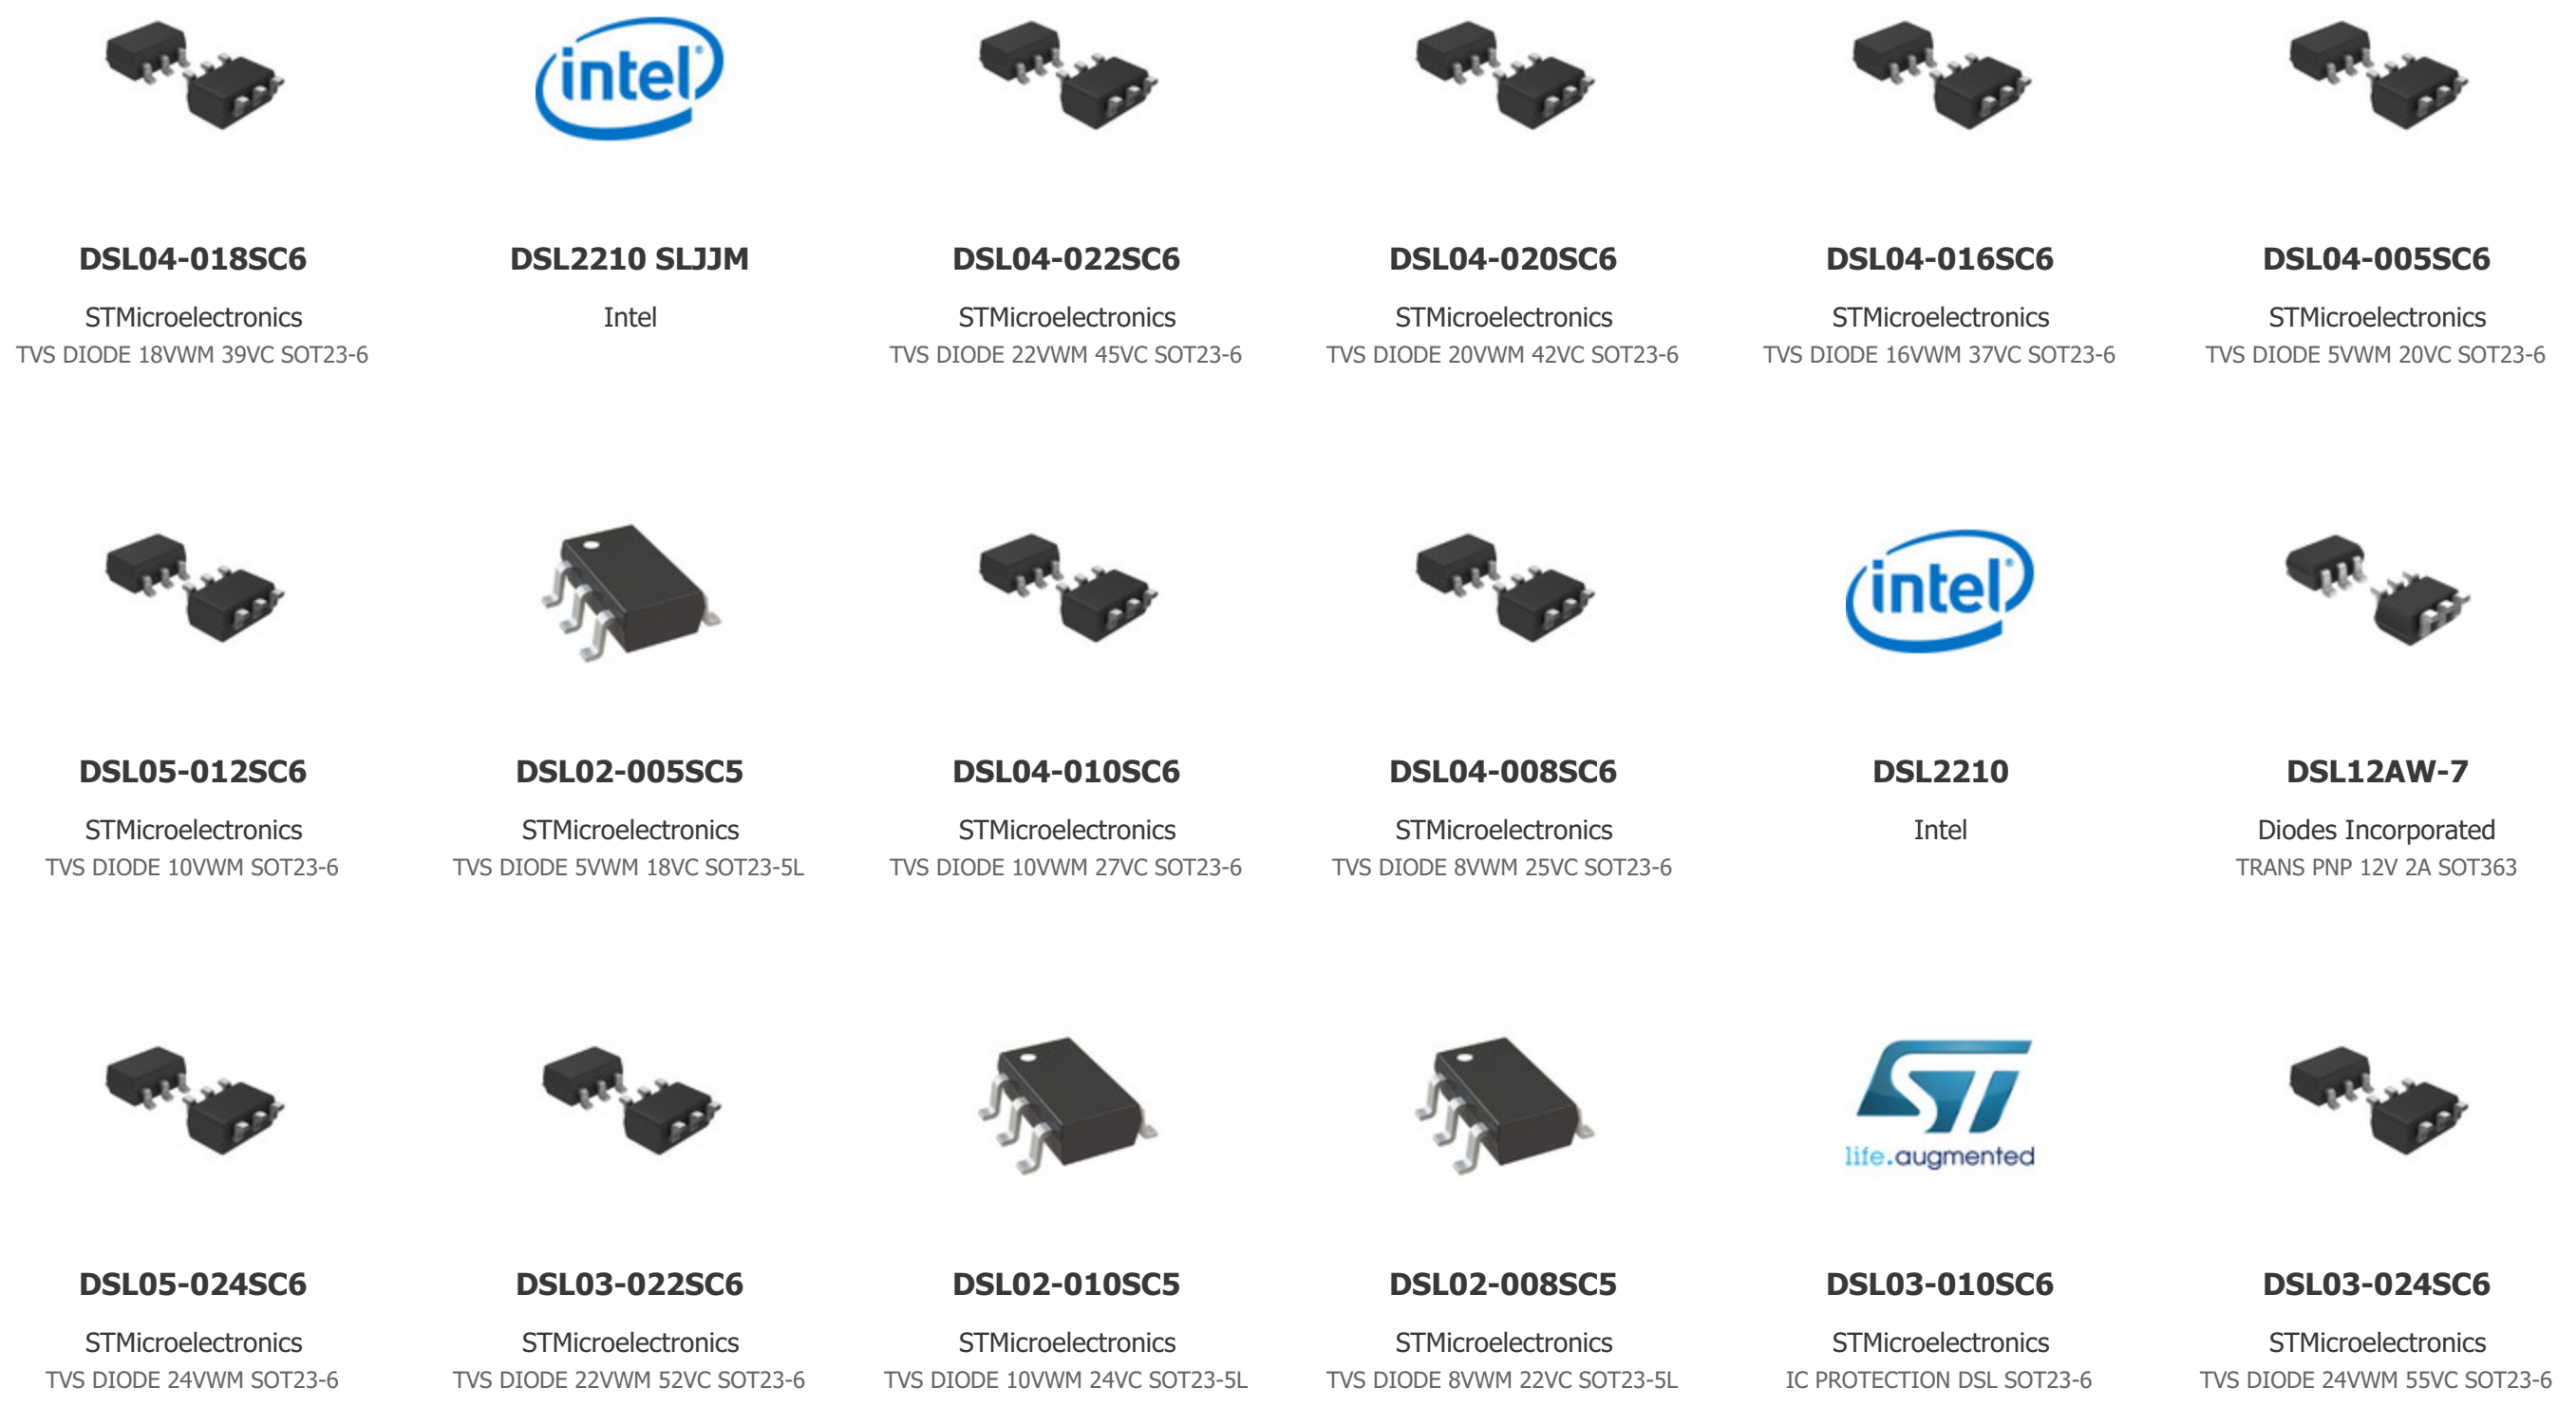 intel®
DSL04-018SC6
STMicroelectronics
TVS DIODE 18VWM 39VC SOT23-6
DSL2210 SLJJM
Intel
DSL04-022SC6
STMicroelectronics
TVS DIODE 22VWM 45VC SOT23-6
DSL04-020SC6
STMicroelectronics
TVS DIODE 20VWM 42VC SOT23-6
DSL04-016SC6
STMicroelectronics
TVS DIODE 16VWM 37VC SOT23-6
DSL04-005SC6
STMicroelectronics
TVS DIODE 5VWM 20VC SOT23-6
intel®
DSL05-012SC6
STMicroelectronics
TVS DIODE 10VWM SOT23-6
DSL02-005SC5
STMicroelectronics
TVS DIODE 5VWM 18VC SOT23-5L
DSL04-010SC6
STMicroelectronics
TVS DIODE 10VWM 27VC SOT23-6
DSL04-008SC6
STMicroelectronics
TVS DIODE 8VWM 25VC SOT23-6
DSL2210
Intel
DSL12AW-7
Diodes Incorporated
TRANS PNP 12V 2A SOT363
ST
life.augmented
DSL05-024SC6
STMicroelectronics
TVS DIODE 24VWM SOT23-6
DSL03-022SC6
STMicroelectronics
TVS DIODE 22VWM 52VC SOT23-6
DSL02-010SC5
STMicroelectronics
TVS DIODE 10VWM 24VC SOT23-5L
DSL02-008SC5
STMicroelectronics
TVS DIODE 8VWM 22VC SOT23-5L
DSL03-010SC6
STMicroelectronics
IC PROTECTION DSL SOT23-6
DSL03-024SC6
STMicroelectronics
TVS DIODE 24VWM 55VC SOT23-6